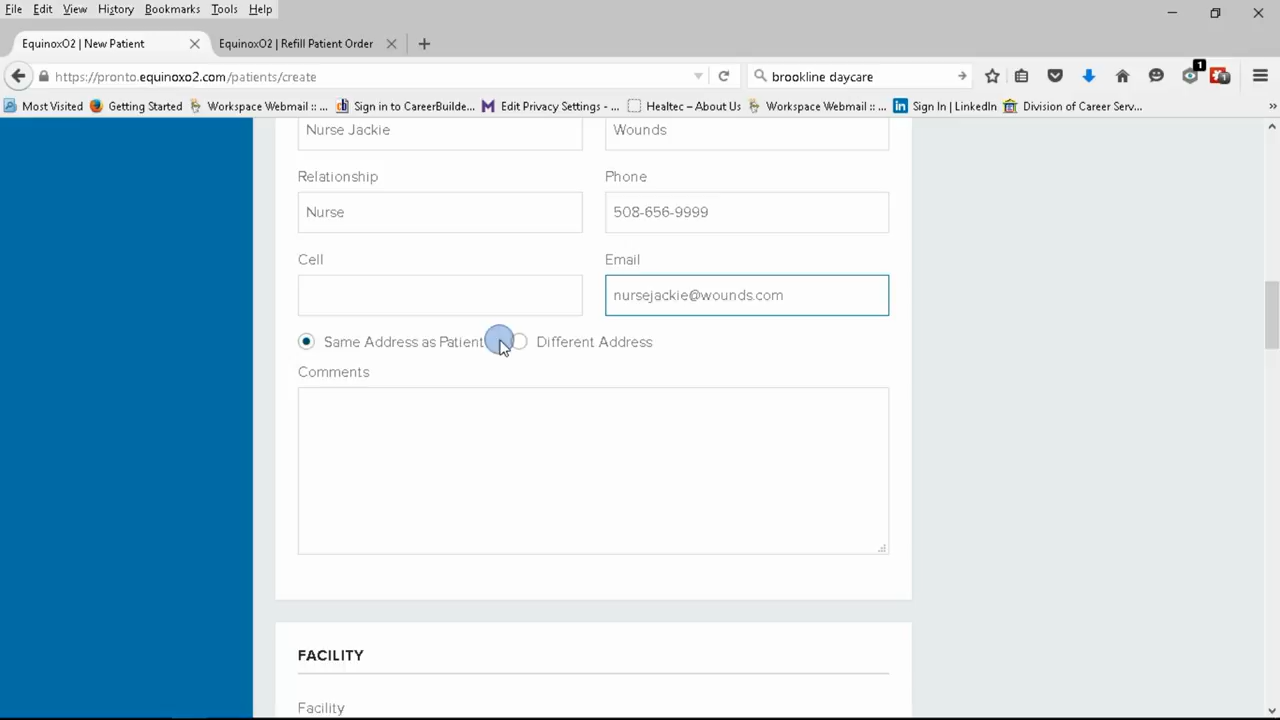 File Edit View History Bookmarks Tools Help
EquinoxO2 | New Patient EquinoxO2 | Refill Patient Order
https://pronto.equinoxo2.com/patients/create brookline daycare 1 1
Most Visited Getting Started Workspace Webmail :: ... Sign in to CareerBuilde... Edit Privacy Settings - ... Healtec – About Us Workspace Webmail :: ... Sign In | LinkedIn Division of Career Serv... »
Nurse Jackie Wounds
Relationship Phone
Nurse 508-656-9999
Cell Email
nursejackie@wounds.com
Same Address as Patient Different Address
Comments
FACILITY
Facility